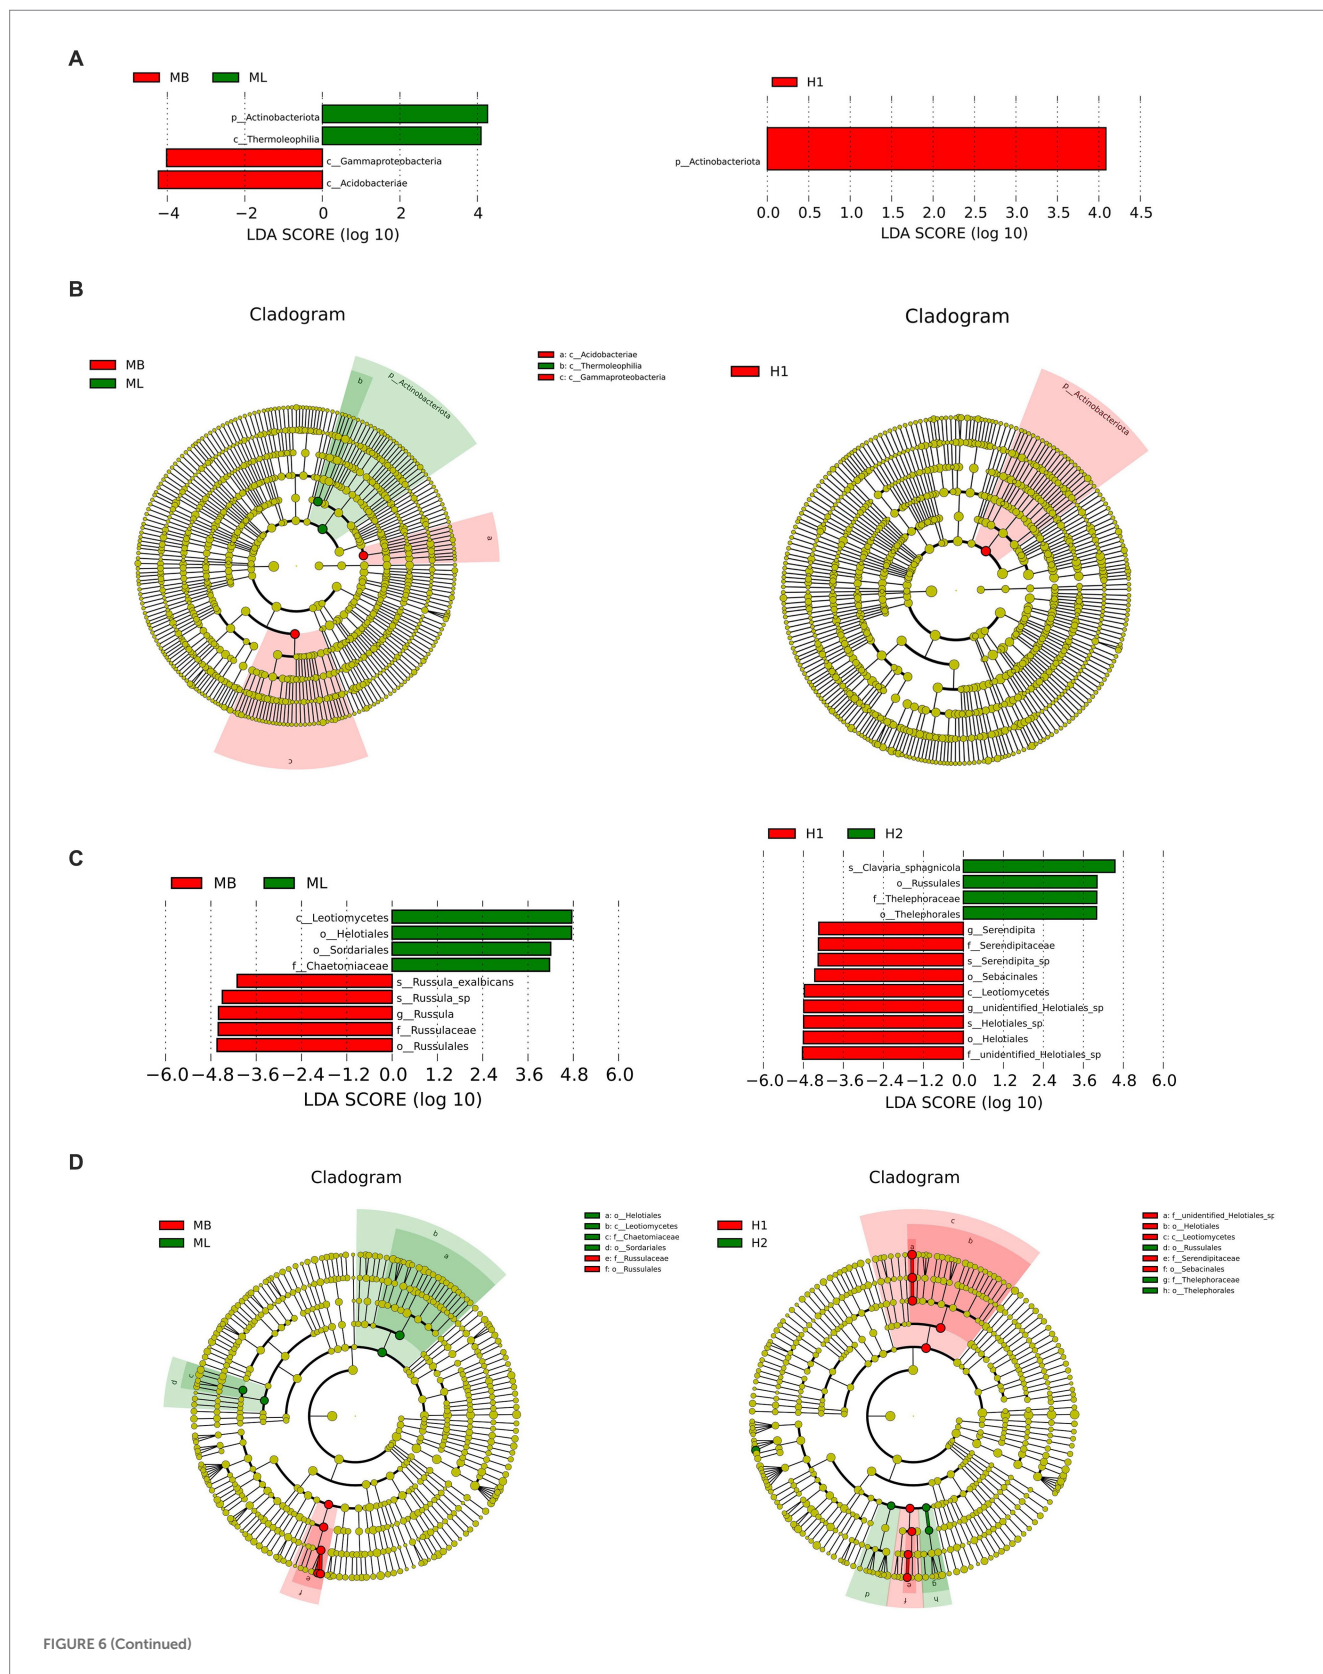 A
MB ML
p__Actinobacteriota
c__Thermoleophilia
c__Gammaproteobacteria
c__Acidobacteriae
−4 −2 0 2 4
LDA SCORE (log 10)
H1
p__Actinobacteriota
0.0 0.5 1.0 1.5 2.0 2.5 3.0 3.5 4.0 4.5
LDA SCORE (log 10)
B
Cladogram
MB
ML
a: c__Acidobacteriae
b: c__Thermoleophilia
c: c__Gammaproteobacteria
b
p__Actinobacteriota
a
c
Cladogram
H1
p__Actinobacteriota
C
MB ML
c__Leotiomycetes
o__Helotiales
o__Sordariales
f__Chaetomiaceae
s__Russula_exalbicans
s__Russula_sp
g__Russula
f__Russulaceae
o__Russulales
−6.0 −4.8 −3.6 −2.4 −1.2 0.0 1.2 2.4 3.6 4.8 6.0
LDA SCORE (log 10)
H1 H2
s__Clavaria_sphagnicola
o__Russulales
f__Thelephoraceae
o__Thelephorales
g__Serendipita
f__Serendipitaceae
s__Serendipita_sp
o__Sebacinales
c__Leotiomycetes
g__unidentified_Helotiales_sp
s__Helotiales_sp
o__Helotiales
f__unidentified_Helotiales_sp
−6.0 −4.8 −3.6 −2.4 −1.2 0.0 1.2 2.4 3.6 4.8 6.0
LDA SCORE (log 10)
D
Cladogram
MB
ML
a: o__Helotiales
b: c__Leotiomycetes
c: f__Chaetomiaceae
d: o__Sordariales
e: f__Russulaceae
f: o__Russulales
b
a
c
d
e
f
Cladogram
H1
H2
a: f__unidentified_Helotiales_sp
b: o__Helotiales
c: c__Leotiomycetes
d: o__Russulales
e: f__Serendipitaceae
f: o__Sebacinales
g: f__Thelephoraceae
h: o__Thelephorales
c
b
a
d
e
f
g
h
FIGURE 6 (Continued)